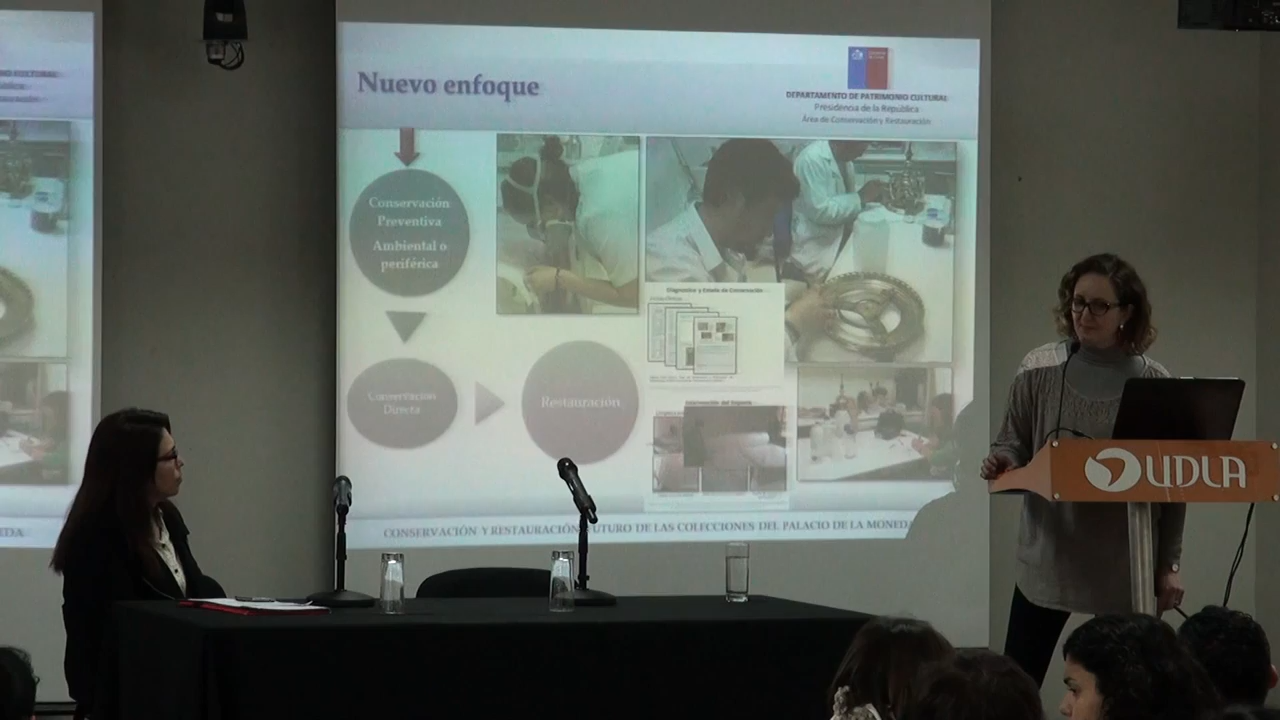 Nuevo enfoque
DEPARTAMENTO DE PATRIMONIO CULTURAL
Presidencia de la República
Área de Conservación y Restauración
Conservación
Preventiva
Ambiental o
periférica
Conservación
Directa
Restauración
Diagnóstico y Estado de Conservación
CONSERVACIÓN Y RESTAURACIÓN FUTURO DE LAS COLECCIONES DEL PALACIO DE LA MONEDA
UDLA